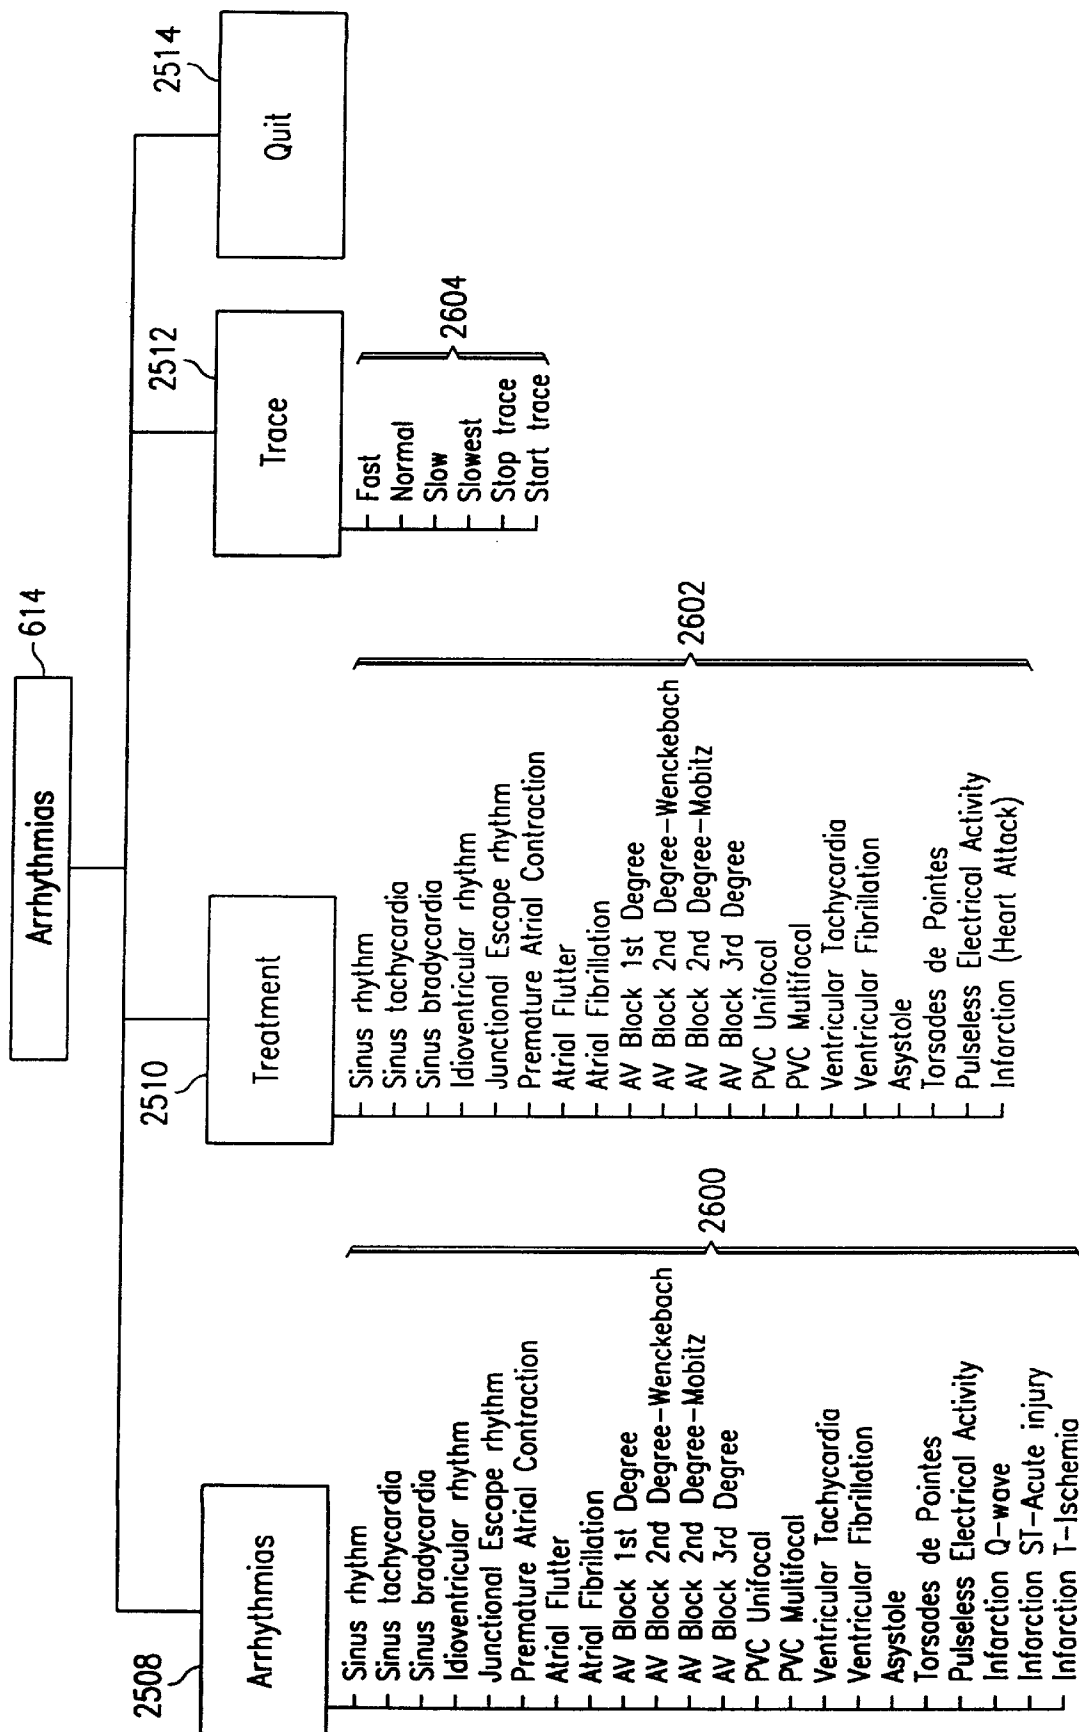 Arrhythmias
614
2508
Arrhythmias
Sinus rhythm
Sinus tachycardia
Sinus bradycardia
Idioventricular rhythm
Junctional Escape rhythm
Premature Atrial Contraction
Atrial Flutter
Atrial Fibrillation
AV Block 1st Degree
AV Block 2nd Degree-Wenckebach
AV Block 2nd Degree-Mobitz
AV Block 3rd Degree
PVC Unifocal
PVC Multifocal
Ventricular Tachycardia
Ventricular Fibrillation
Asystole
Torsades de Pointes
Pulseless Electrical Activity
Infarction Q-wave
Infarction ST-Acute injury
Infarction T-Ischemia
2600
2510
Treatment
Sinus rhythm
Sinus tachycardia
Sinus bradycardia
Idioventricular rhythm
Junctional Escape rhythm
Premature Atrial Contraction
Atrial Flutter
Atrial Fibrillation
AV Block 1st Degree
AV Block 2nd Degree-Wenckebach
AV Block 2nd Degree-Mobitz
AV Block 3rd Degree
PVC Unifocal
PVC Multifocal
Ventricular Tachycardia
Ventricular Fibrillation
Asystole
Torsades de Pointes
Pulseless Electrical Activity
Infarction (Heart Attack)
2602
2512
Trace
Fast
Normal
Slow
Slowest
Stop trace
Start trace
2604
2514
Quit